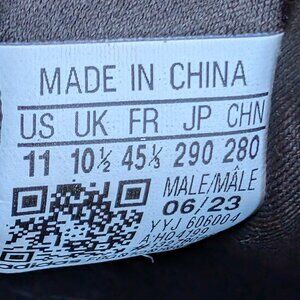 MADE IN CHINA
US UK FR JP CHN
11 10½ 45⅓ 290 280
MALE/MÂLE
06/23
YYJ 606004